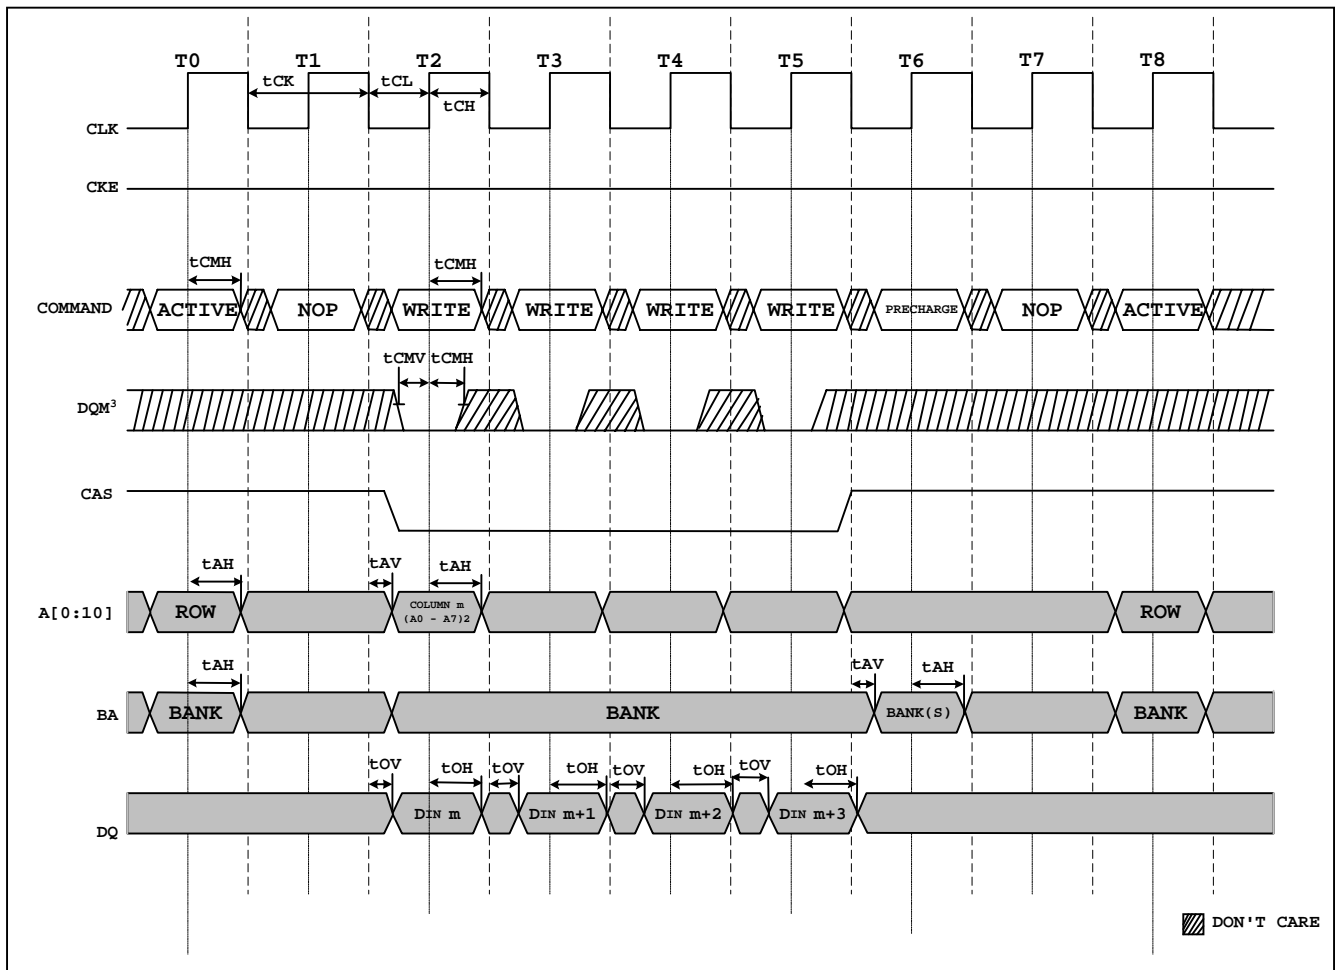 T0 T1 T2 T3 T4 T5 T6 T7 T8
tCK tCL
tCH
CLK
CKE
tCMH tCMH
COMMAND ACTIVE NOP WRITE WRITE WRITE WRITE PRECHARGE NOP ACTIVE
tCMV tCMH
DQM3
CAS
tAH tAV tAH
A[0:10] ROW COLUMN m (A0 - A7)2 ROW
tAH tAV tAH
BA BANK BANK BANK(S) BANK
tOV tOH tOV tOH tOV tOH tOV tOH
DQ DIN m DIN m+1 DIN m+2 DIN m+3
DON'T CARE